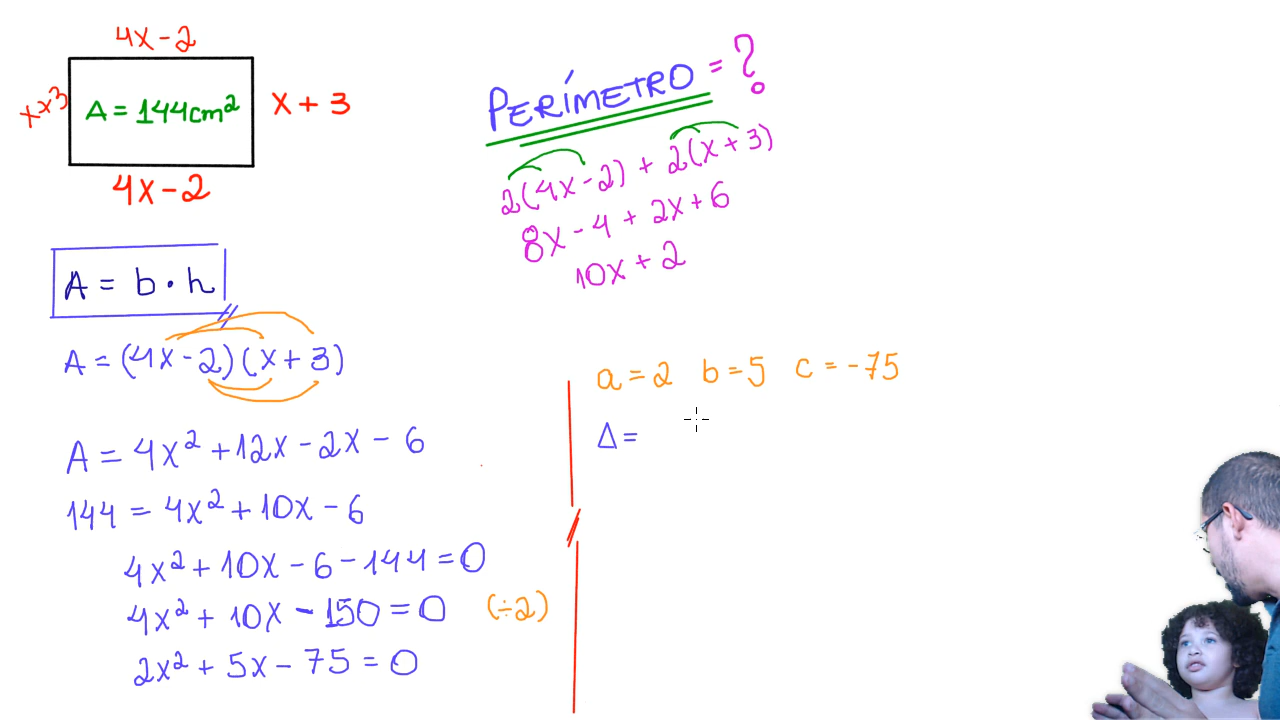 4x - 2
x+3
A = 144cm²
x + 3
4x - 2
PERÍMETRO = ?
2(4x - 2) + 2(x + 3)
8x - 4 + 2x + 6
10x + 2
A = b · h
A = (4x - 2)(x + 3)
A = 4x² + 12x - 2x - 6
144 = 4x² + 10x - 6
4x² + 10x - 6 - 144 = 0
4x² + 10x - 150 = 0 (÷2)
2x² + 5x - 75 = 0
a = 2 b = 5 c = -75
Δ =